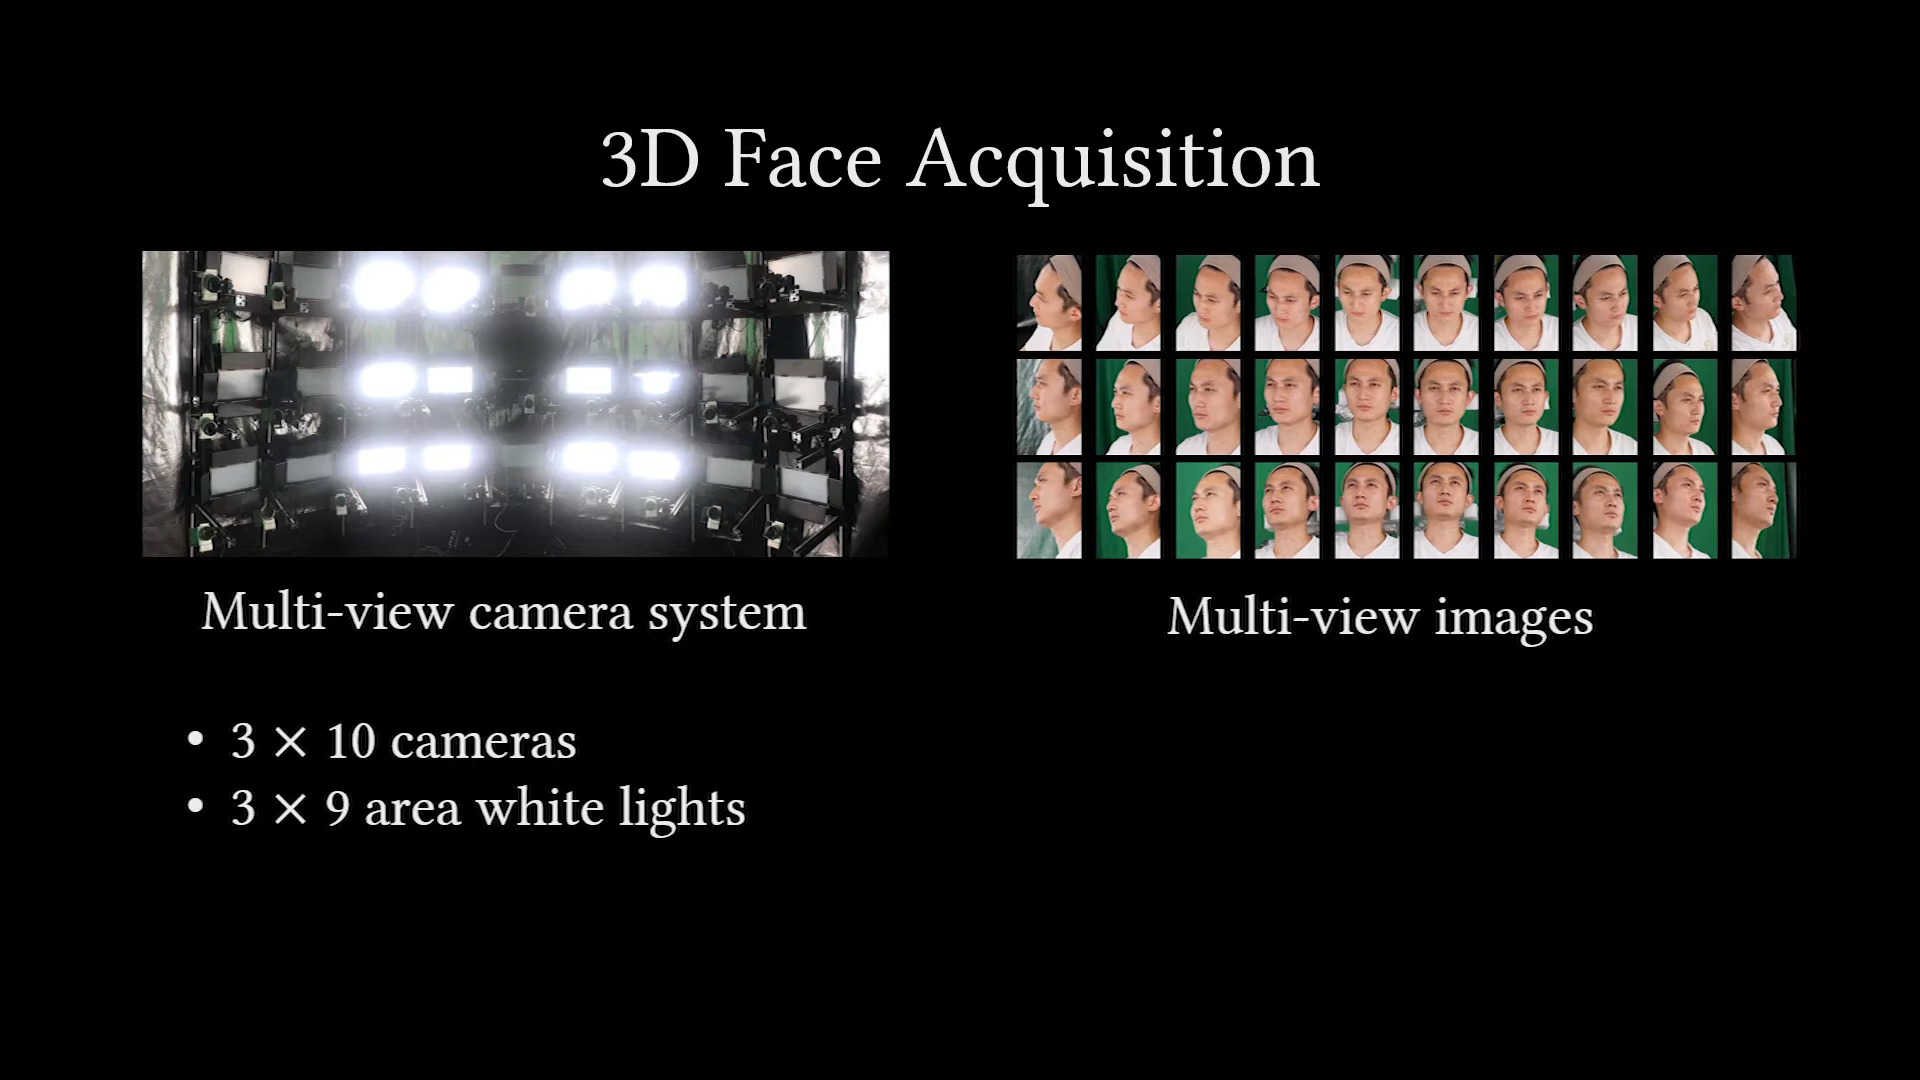 3D Face Acquisition
Multi-view camera system
Multi-view images
• 3 × 10 cameras
• 3 × 9 area white lights